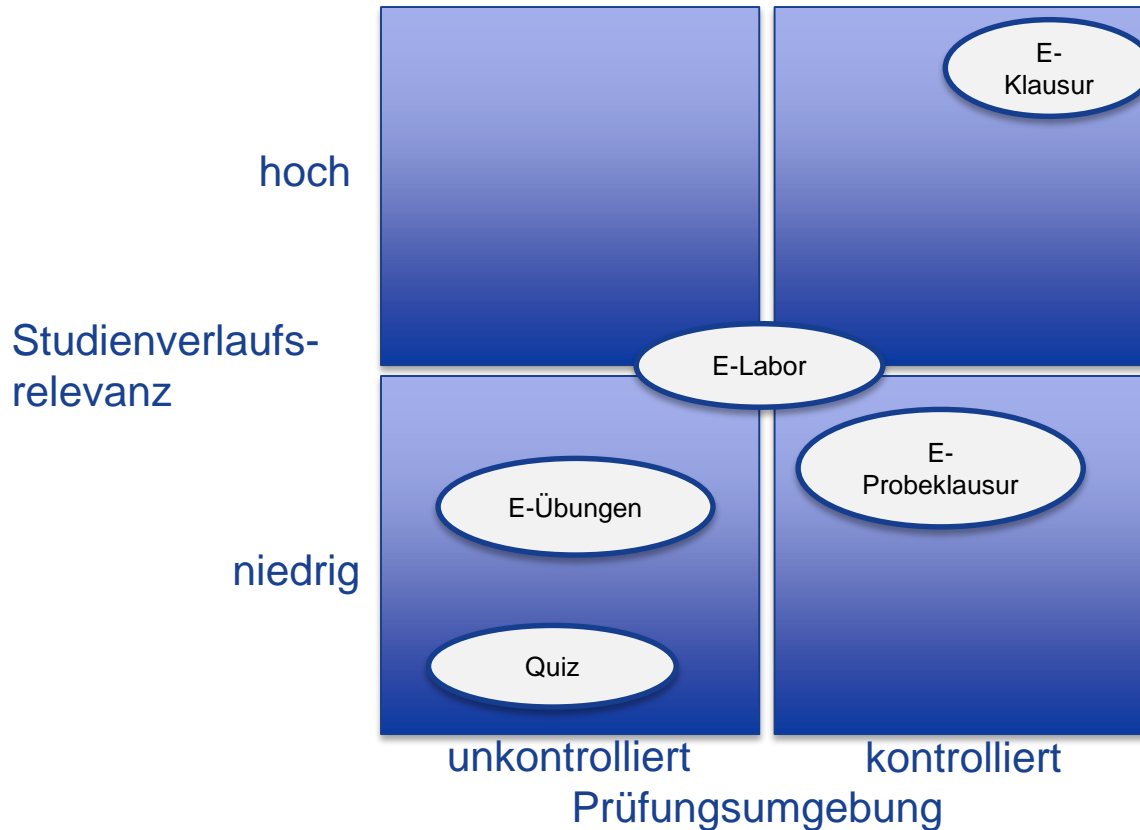 E-
Klausur
hoch
Studienverlaufs-
relevanz
E-Labor
E-
Probeklausur
E-Übungen
niedrig
Quiz
unkontrolliert
kontrolliert
Prüfungsumgebung